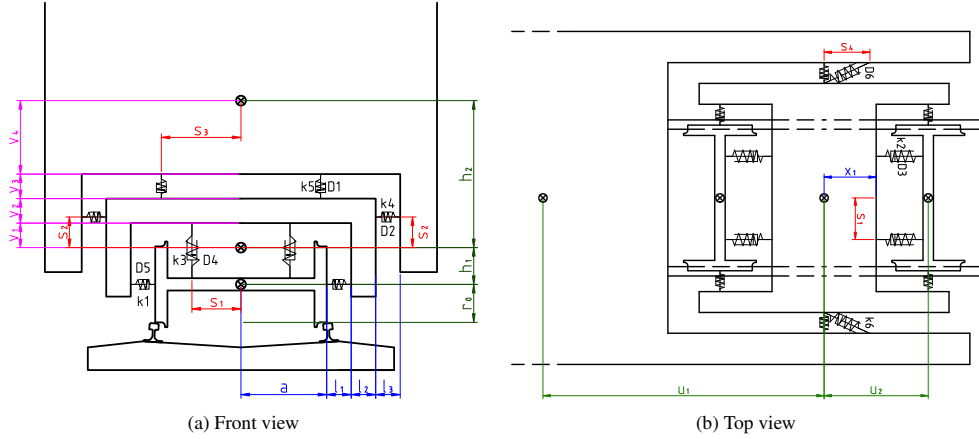 V₄
V₃
V₂
V₁
S₃
S₂
k5
D1
k4
D2
S₂
h₂
k3
D4
D5
k1
h₁
S₁
r₀
a
l₁
l₂
l₃
(a) Front view
S₄
D6
k2
D3
X₁
S₁
k6
u₁
u₂
(b) Top view